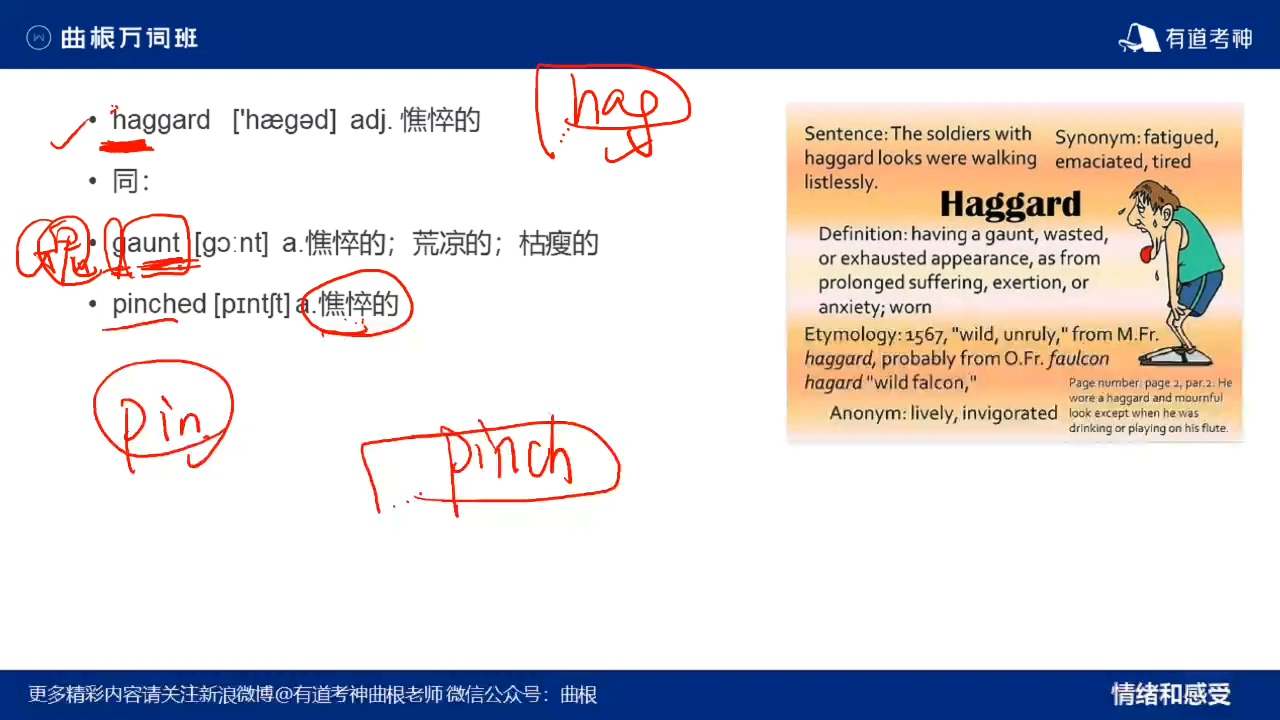 曲根万词班
有道考神
• haggard ['hægəd] adj. 憔悴的
hag
• 同：
魂
• gaunt [gɔːnt] a.憔悴的；荒凉的；枯瘦的
• pinched [pɪntʃt] a.憔悴的
pin
pinch
Sentence: The soldiers with
haggard looks were walking
listlessly.
Synonym: fatigued,
emaciated, tired
Haggard
Definition: having a gaunt, wasted,
or exhausted appearance, as from
prolonged suffering, exertion, or
anxiety; worn
Etymology: 1567, "wild, unruly," from M.Fr.
haggard, probably from O.Fr. faulcon
hagard "wild falcon,"
Anonym: lively, invigorated
Page number: page 2, par.2. He
wore a haggard and mournful
look except when he was
drinking or playing on his flute.
更多精彩内容请关注新浪微博@有道考神曲根老师 微信公众号：曲根
情绪和感受